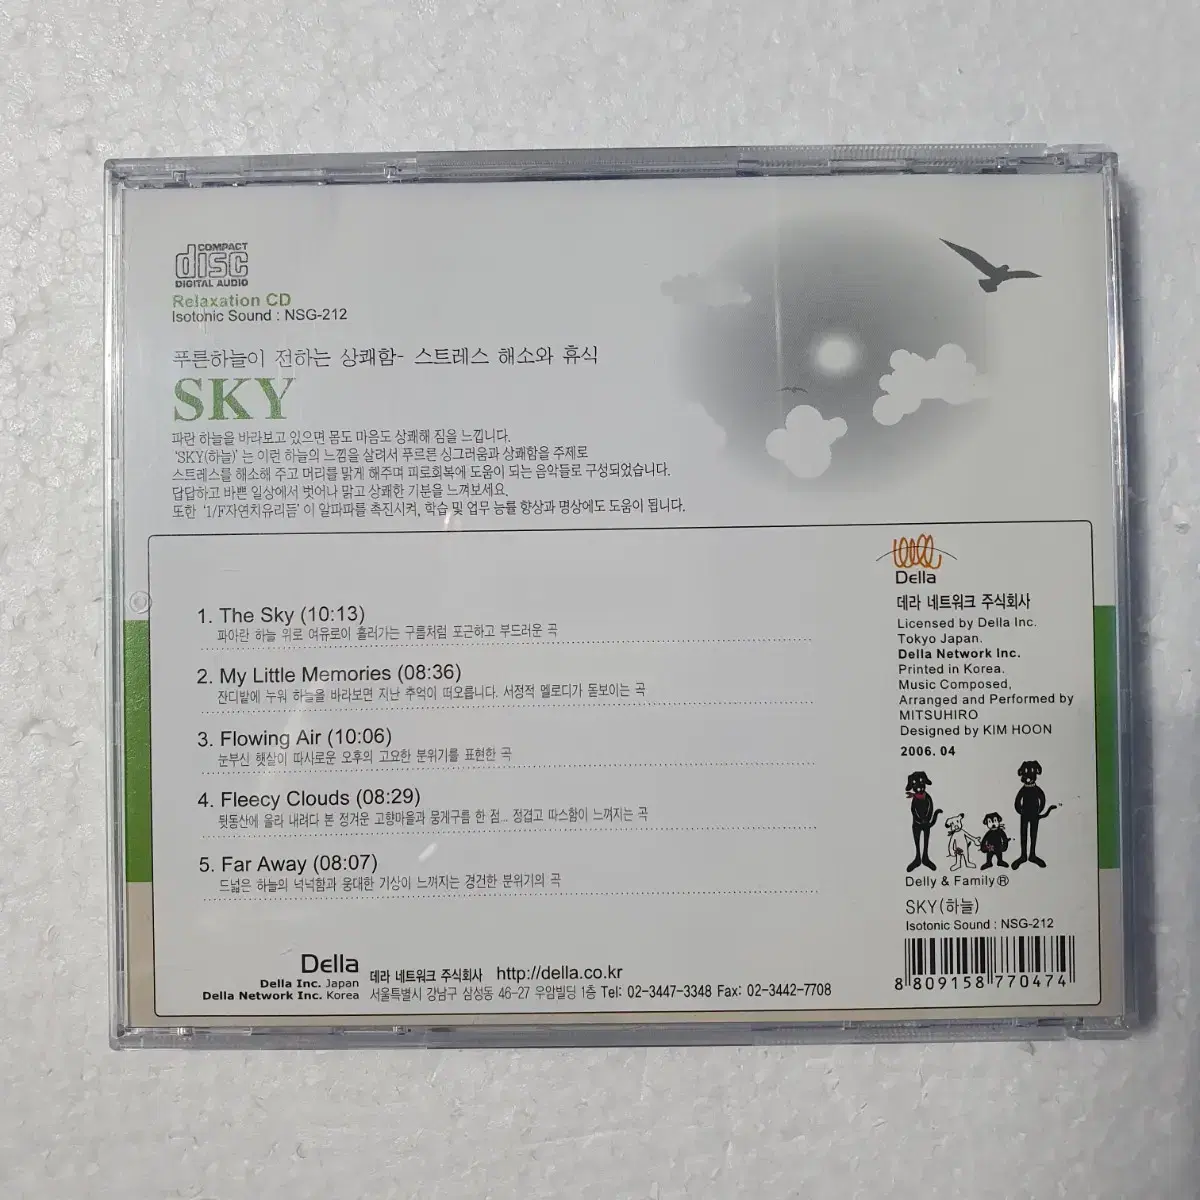 COMPACT
disc
DIGITAL AUDIO
Relaxation CD
Isotonic Sound : NSG-212
푸른하늘이 전하는 상쾌함- 스트레스 해소와 휴식
SKY
파란 하늘을 바라보고 있으면 몸도 마음도 상쾌해 짐을 느낍니다.
'SKY(하늘)' 는 이런 하늘의 느낌을 살려서 푸르른 싱그러움과 상쾌함을 주제로
스트레스를 해소해 주고 머리를 맑게 해주며 피로회복에 도움이 되는 음악들로 구성되었습니다.
답답하고 바쁜 일상에서 벗어나 맑고 상쾌한 기분을 느껴보세요.
또한 '1/F자연치유리듬' 이 알파파를 촉진시켜, 학습 및 업무 능률 향상과 명상에도 도움이 됩니다.
1. The Sky (10:13)
파아란 하늘 위로 여유로이 흘러가는 구름처럼 포근하고 부드러운 곡
2. My Little Memories (08:36)
잔디밭에 누워 하늘을 바라보면 지난 추억이 떠오릅니다. 서정적 멜로디가 돋보이는 곡
3. Flowing Air (10:06)
눈부신 햇살이 따사로운 오후의 고요한 분위기를 표현한 곡
4. Fleecy Clouds (08:29)
뒷동산에 올라 내려다 본 정겨운 고향마을과 뭉게구름 한 점... 정겹고 따스함이 느껴지는 곡
5. Far Away (08:07)
드넓은 하늘의 넉넉함과 웅대한 기상이 느껴지는 경건한 분위기의 곡
Della
데라 네트워크 주식회사
Licensed by Della Inc.
Tokyo Japan.
Della Network Inc.
Printed in Korea.
Music Composed,
Arranged and Performed by
MITSUHIRO
Designed by KIM HOON
2006. 04
TM
Delly & Family®
SKY(하늘)
Isotonic Sound : NSG-212
8 809158 770474
Della 데라 네트워크 주식회사 http://della.co.kr
Della Inc. Japan
Della Network Inc. Korea 서울특별시 강남구 삼성동 46-27 우암빌딩 1층 Tel: 02-3447-3348 Fax: 02-3442-7708